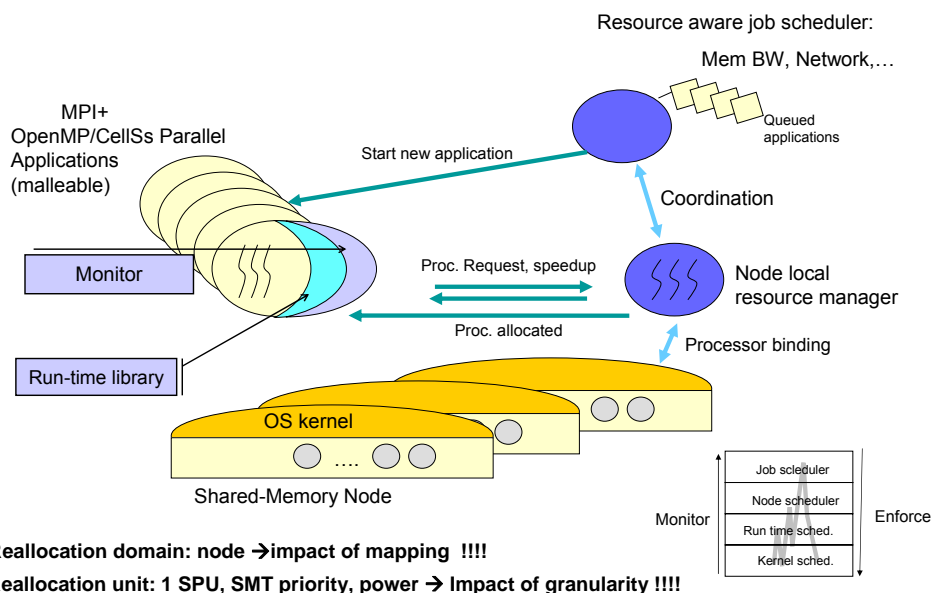 Resource aware job scheduler:
Mem BW, Network,…
Queued
applications
MPI+
OpenMP/CellSs Parallel
Applications
(malleable)
Start new application
Coordination
Monitor
Proc. Request, speedup
Node local
resource manager
Proc. allocated
Processor binding
Run-time library
OS kernel
....
Shared-Memory Node
Job scleduler
Node scheduler
Run time sched.
Kernel sched.
Monitor
Enforce
eallocation domain: node →impact of mapping !!!!
eallocation unit: 1 SPU, SMT priority, power → Impact of granularity !!!!